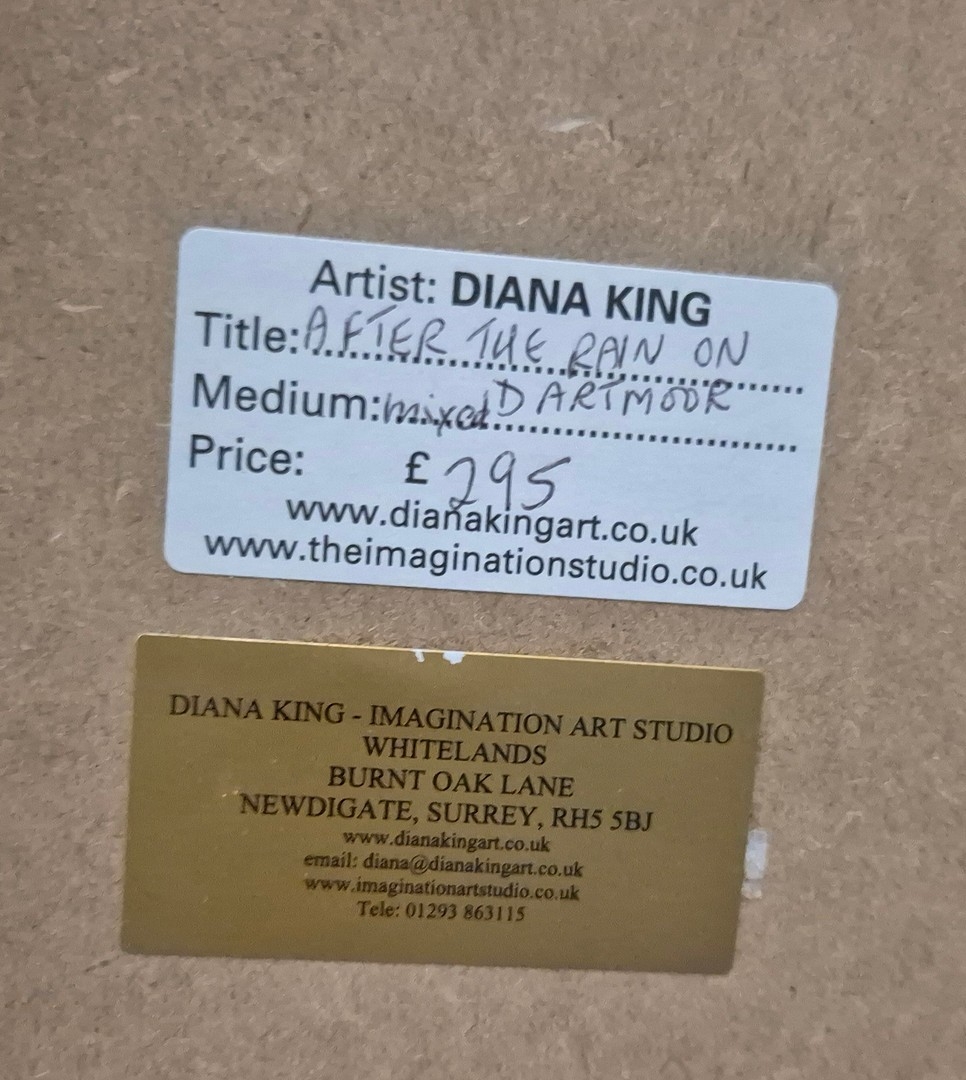 Artist: DIANA KING
Title: AFTER THE RAIN ON
DARTMOOR
Medium: mixed
Price: £ 295
www.dianakingart.co.uk
www.theimaginationstudio.co.uk
DIANA KING - IMAGINATION ART STUDIO
WHITELANDS
BURNT OAK LANE
NEWDIGATE, SURREY, RH5 5BJ
www.dianakingart.co.uk
email: diana@dianakingart.co.uk
www.imaginationartstudio.co.uk
Tele: 01293 863115